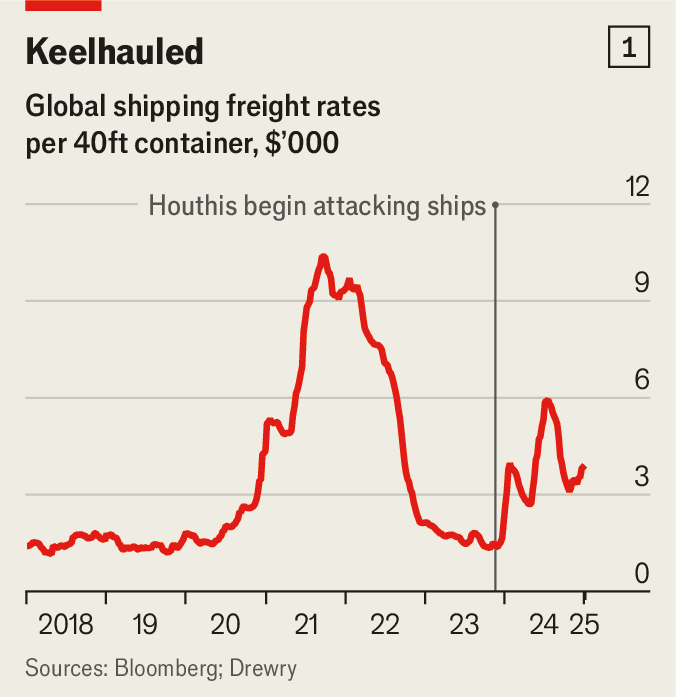 Keelhauled
1
Global shipping freight rates
per 40ft container, $’000
12
Houthis begin attacking ships
9
6
3
0
2018 19 20 21 22 23 24 25
Sources: Bloomberg; Drewry